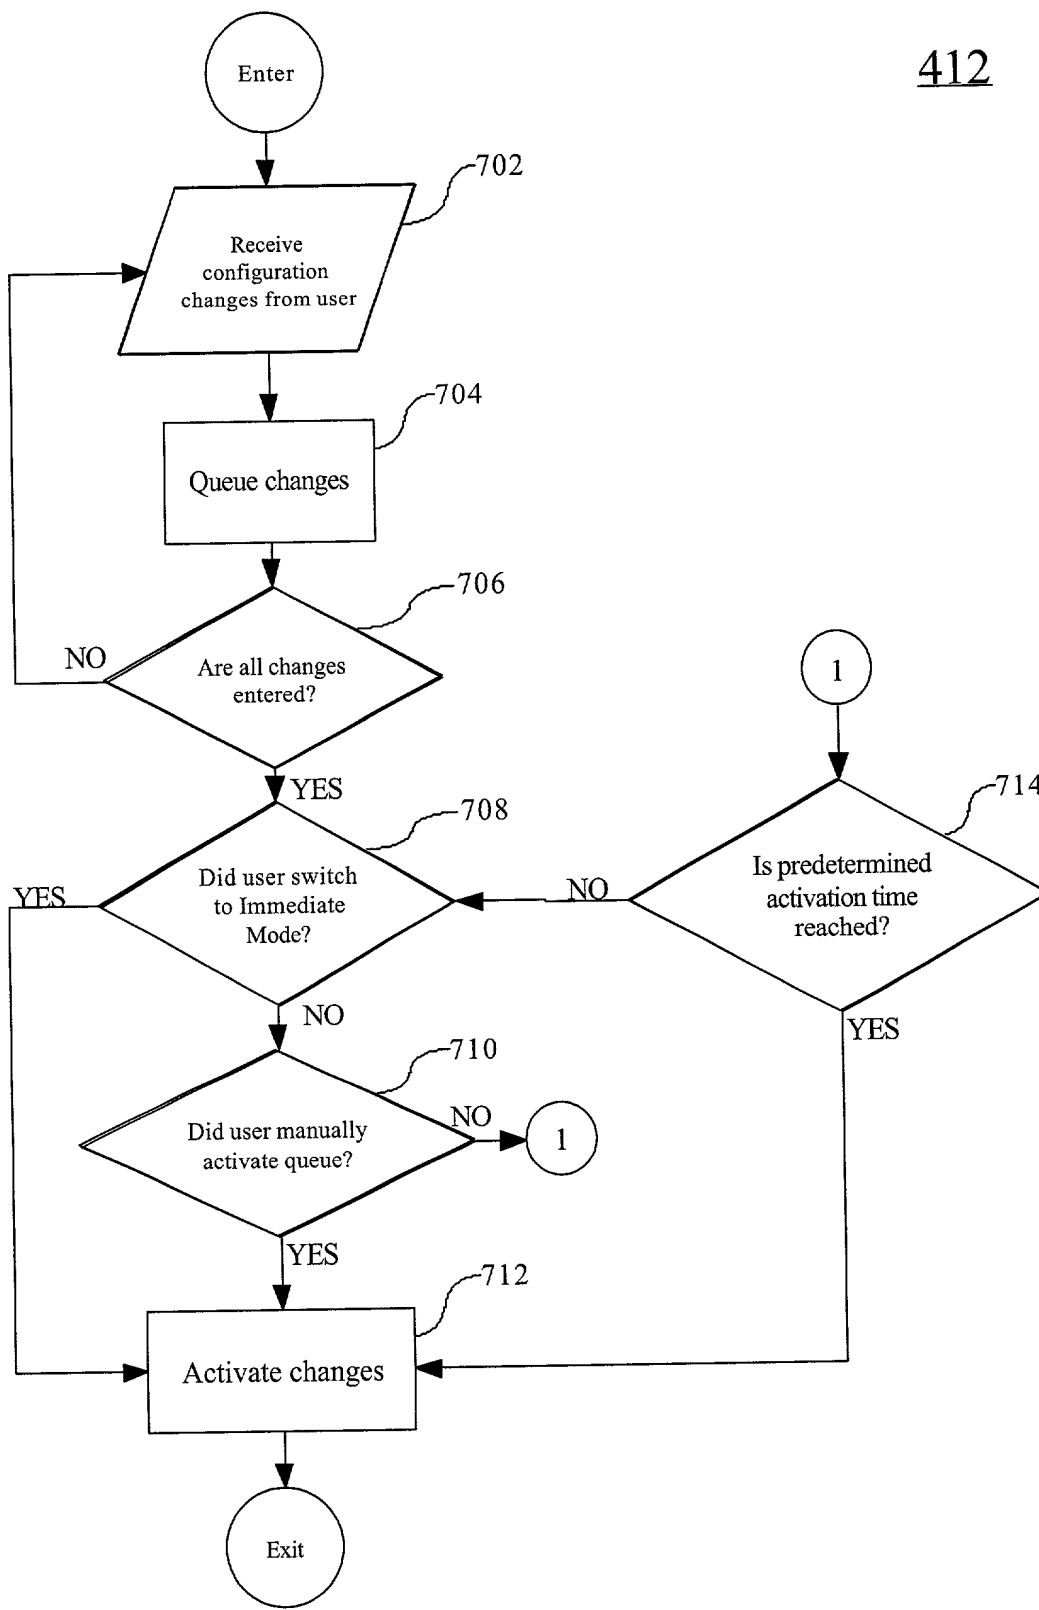 Enter
412
702
Receive
configuration
changes from user
704
Queue changes
706
NO
Are all changes
entered?
1
YES
708
714
YES
Did user switch
to Immediate
Mode?
NO
Is predetermined
activation time
reached?
NO
YES
710
NO
Did user manually
activate queue?
1
YES
712
Activate changes
Exit